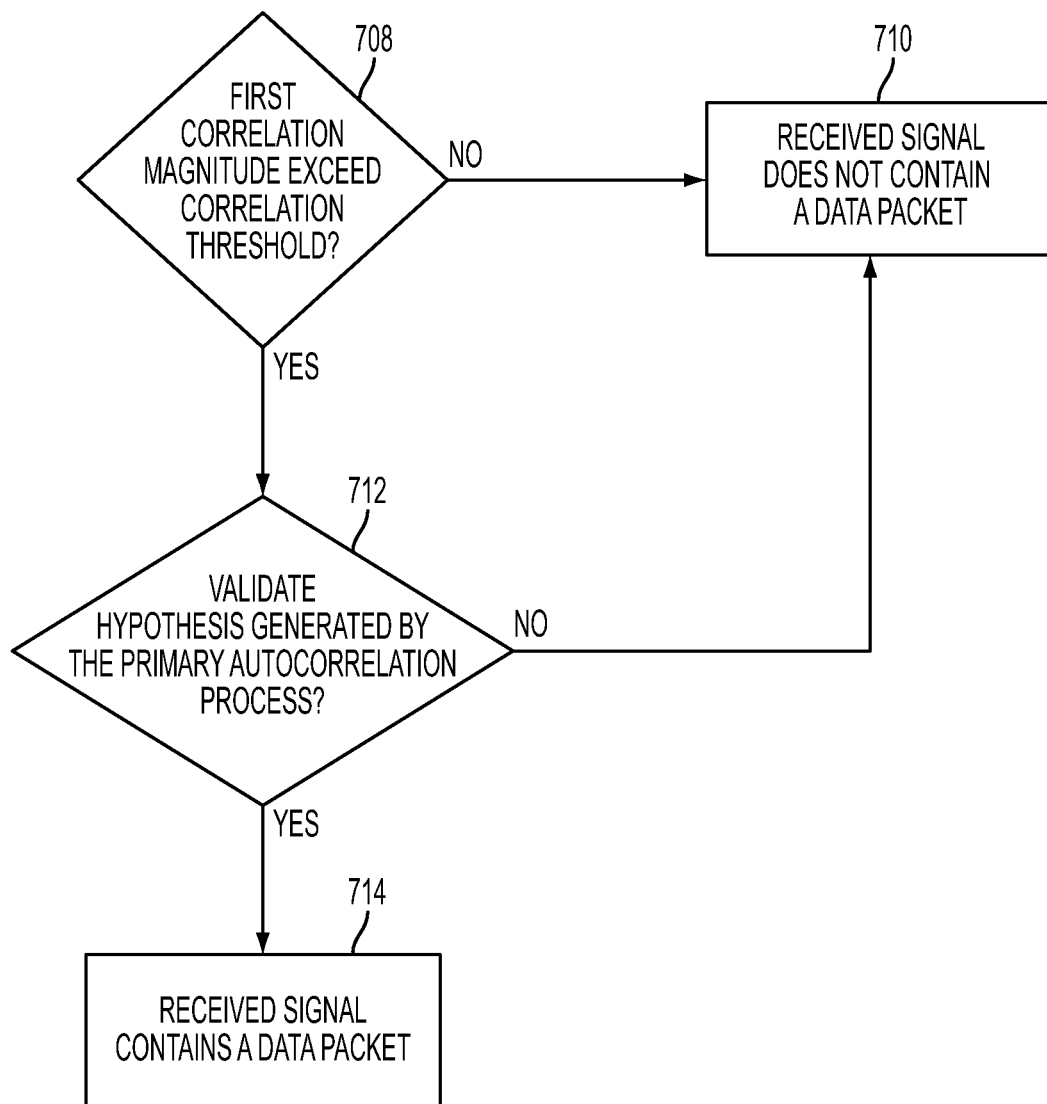 708
FIRST
CORRELATION
MAGNITUDE EXCEED
CORRELATION
THRESHOLD?
NO
710
RECEIVED SIGNAL
DOES NOT CONTAIN
A DATA PACKET
YES
712
VALIDATE
HYPOTHESIS GENERATED BY
THE PRIMARY AUTOCORRELATION
PROCESS?
NO
YES
714
RECEIVED SIGNAL
CONTAINS A DATA PACKET